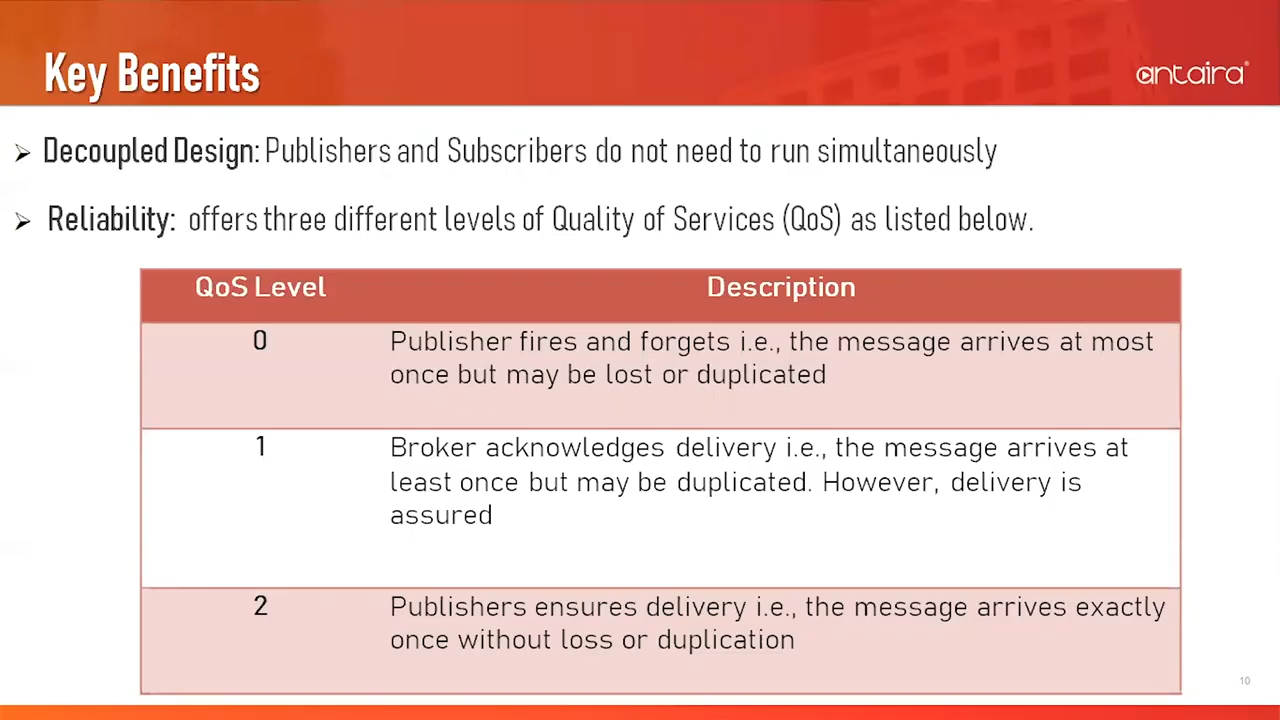 Key Benefits
antaira
Decoupled Design: Publishers and Subscribers do not need to run simultaneously
Reliability: offers three different levels of Quality of Services (QoS) as listed below.
QoS Level Description
0 Publisher fires and forgets i.e., the message arrives at most
once but may be lost or duplicated
1 Broker acknowledges delivery i.e., the message arrives at
least once but may be duplicated. However, delivery is
assured
2 Publishers ensures delivery i.e., the message arrives exactly
once without loss or duplication
10